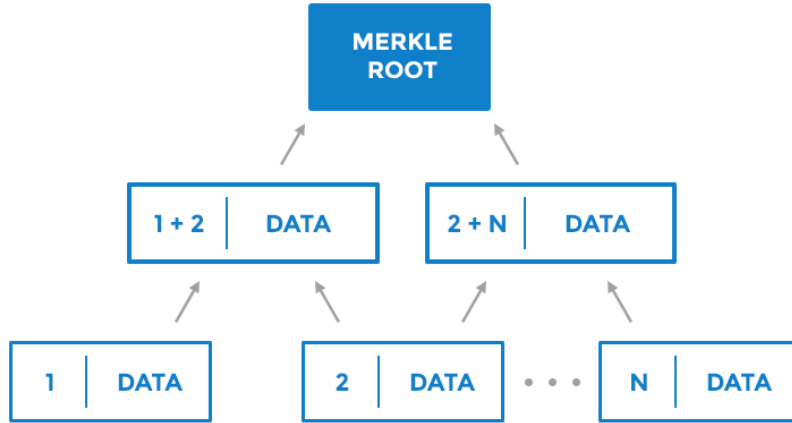 MERKLE
ROOT
1 + 2 DATA 2 + N DATA
1 DATA 2 DATA • • • N DATA